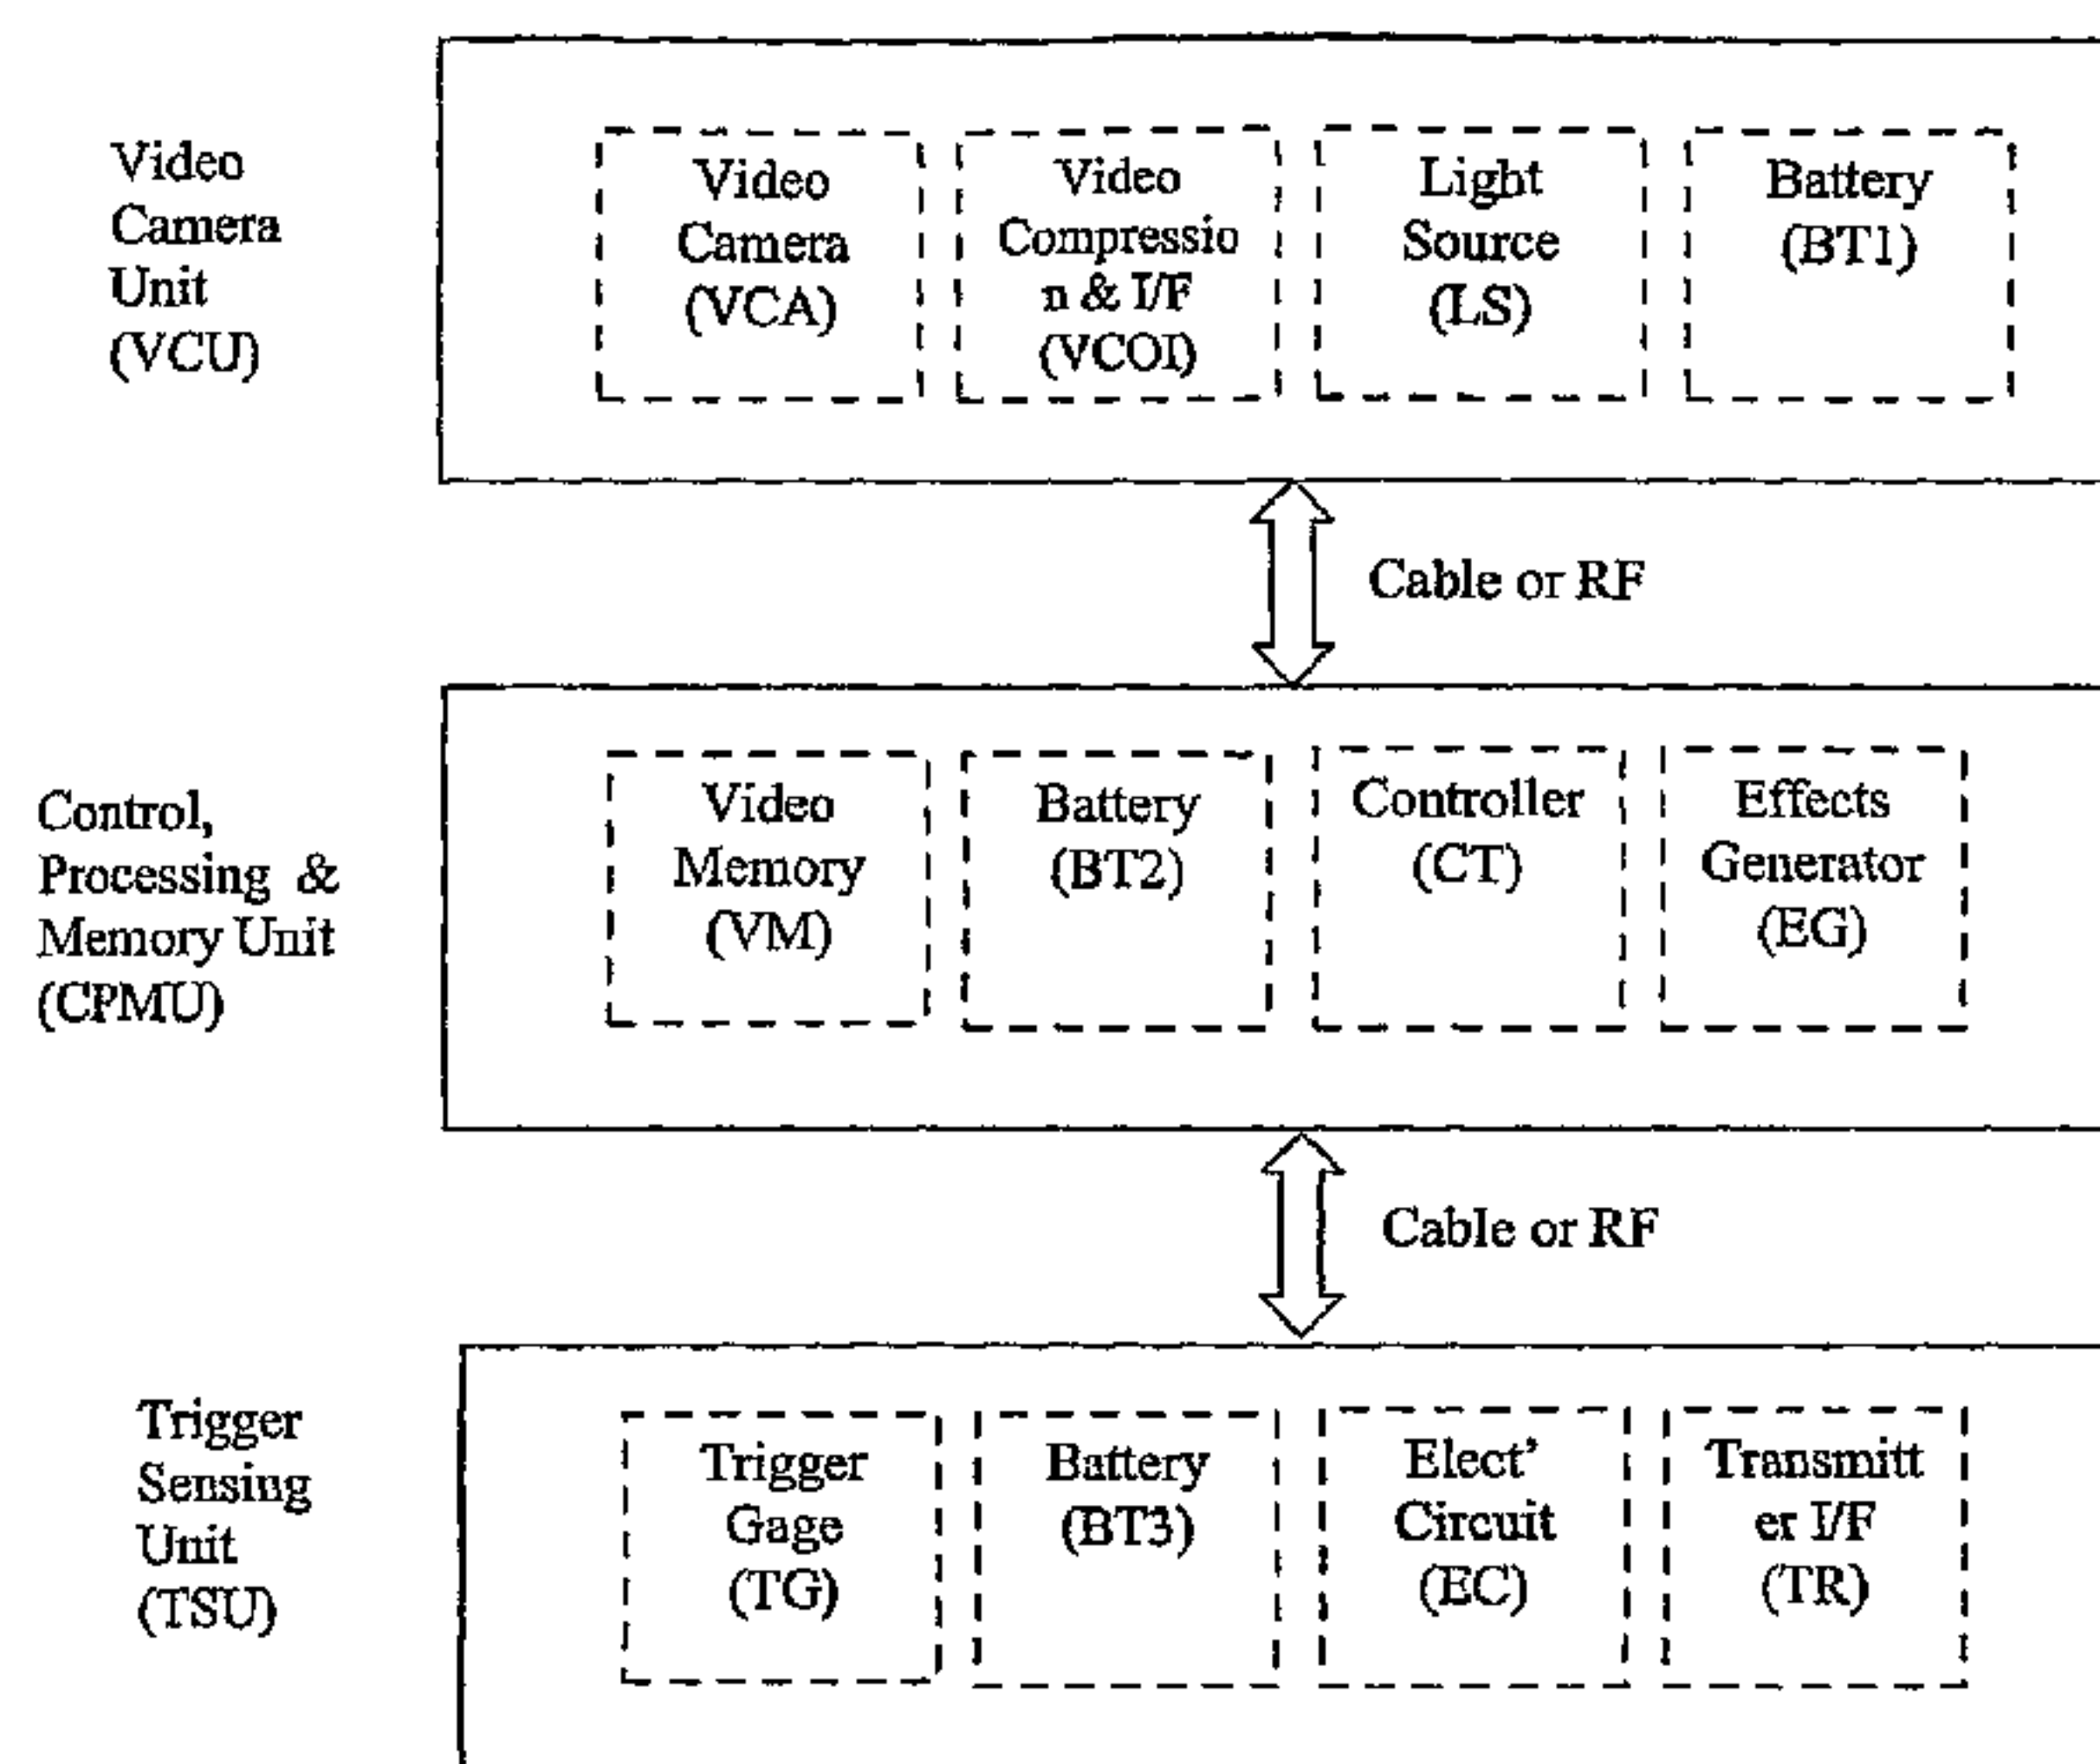 Video
Camera
Unit
(VCU)
Video
Camera
(VCA)
Video
Compressio
n & I/F
(VCOI)
Light
Source
(LS)
Battery
(BT1)
Cable or RF
Control,
Processing &
Memory Unit
(CPMU)
Video
Memory
(VM)
Battery
(BT2)
Controller
(CT)
Effects
Generator
(EG)
Cable or RF
Trigger
Sensing
Unit
(TSU)
Trigger
Gage
(TG)
Battery
(BT3)
Elect'
Circuit
(EC)
Transmitt
er I/F
(TR)